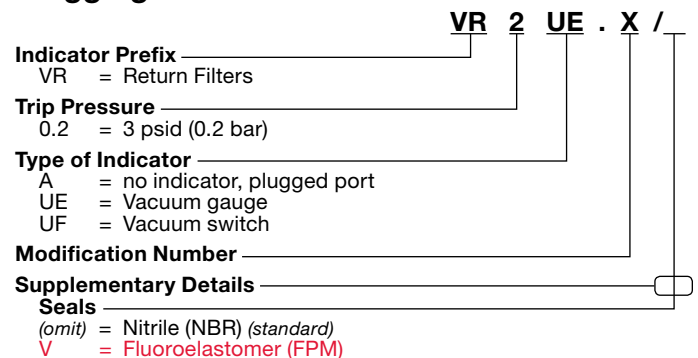 VR 2 UE . X /
Indicator Prefix
VR = Return Filters
Trip Pressure
0.2 = 3 psid (0.2 bar)
Type of Indicator
A = no indicator, plugged port
UE = Vacuum gauge
UF = Vacuum switch
Modification Number
Supplementary Details
Seals
(omit) = Nitrile (NBR) (standard)
V = Fluoroelastomer (FPM)